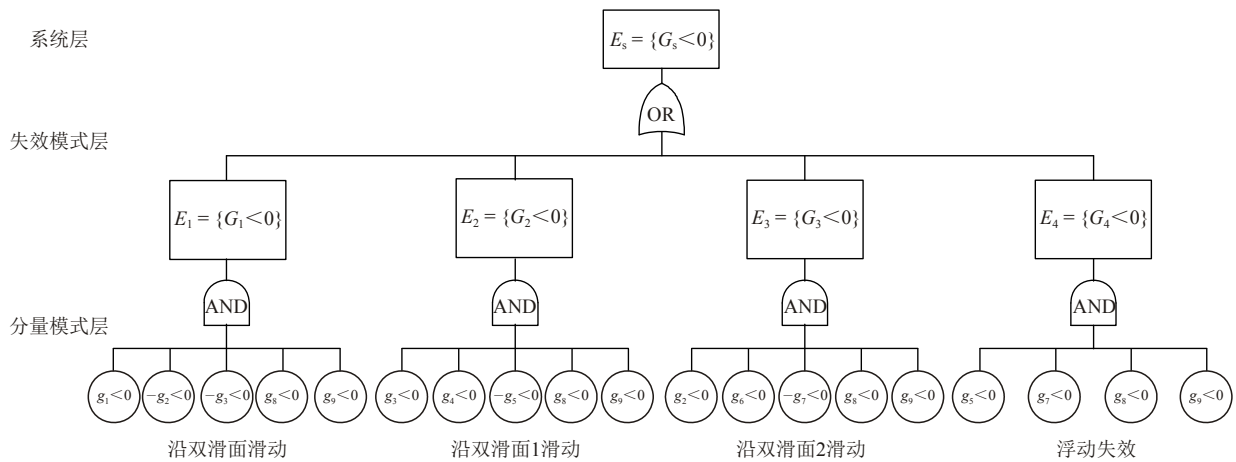 系统层
E_s = {G_s<0}
OR
失效模式层
E_1 = {G_1<0}
E_2 = {G_2<0}
E_3 = {G_3<0}
E_4 = {G_4<0}
AND
AND
AND
AND
分量模式层
g_1<0 −g_2<0 −g_3<0 g_8<0 g_9<0
g_3<0 g_4<0 −g_5<0 g_8<0 g_9<0
g_2<0 g_6<0 −g_7<0 g_8<0 g_9<0
g_5<0 g_7<0 g_8<0 g_9<0
沿双滑面滑动
沿双滑面1滑动
沿双滑面2滑动
浮动失效